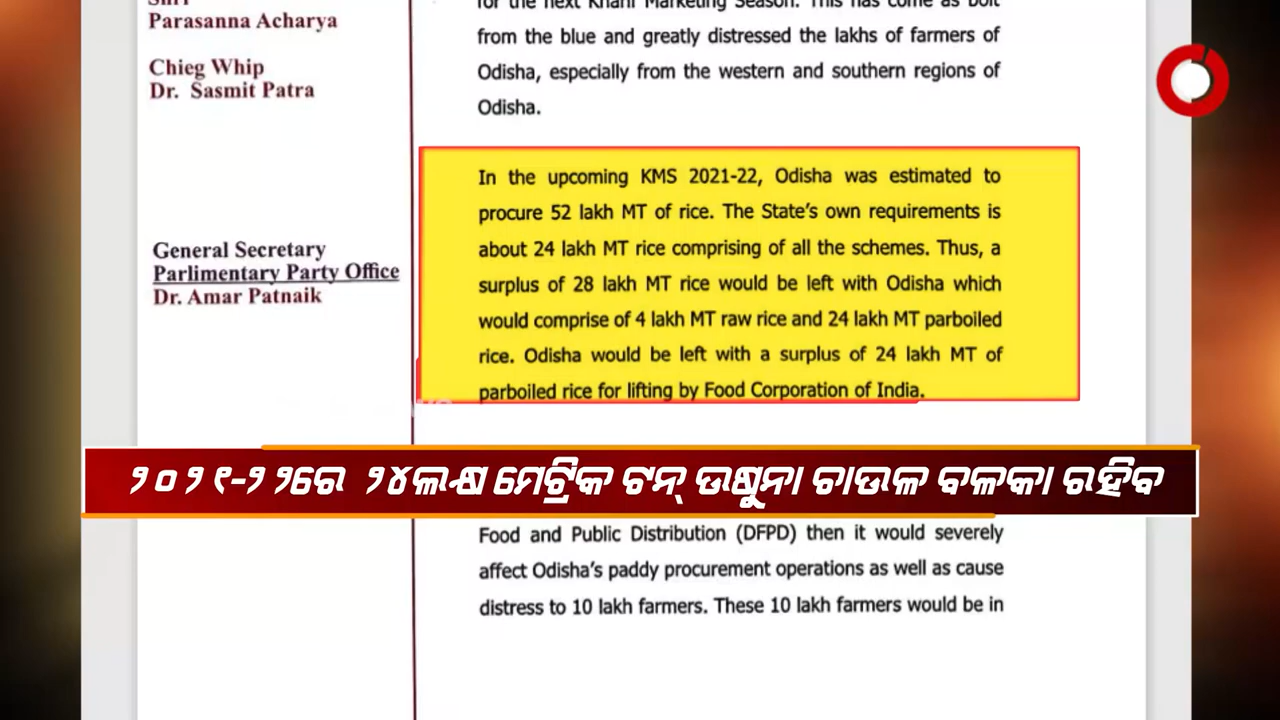 Shri
Parasanna Acharya
Chieg Whip
Dr. Sasmit Patra
General Secretary
Parlimentary Party Office
Dr. Amar Patnaik
for the next Kharif Marketing Season. This has come as bolt
from the blue and greatly distressed the lakhs of farmers of
Odisha, especially from the western and southern regions of
Odisha.
In the upcoming KMS 2021-22, Odisha was estimated to
procure 52 lakh MT of rice. The State's own requirements is
about 24 lakh MT rice comprising of all the schemes. Thus, a
surplus of 28 lakh MT rice would be left with Odisha which
would comprise of 4 lakh MT raw rice and 24 lakh MT parboiled
rice. Odisha would be left with a surplus of 24 lakh MT of
parboiled rice for lifting by Food Corporation of India.
୨୦୨୧-୨୨ରେ ୨୪ଲକ୍ଷ ମେଟ୍ରିକ ଟନ୍ ଉଷୁନା ଚାଉଳ ବଳକା ରହିବ
Food and Public Distribution (DFPD) then it would severely
affect Odisha's paddy procurement operations as well as cause
distress to 10 lakh farmers. These 10 lakh farmers would be in